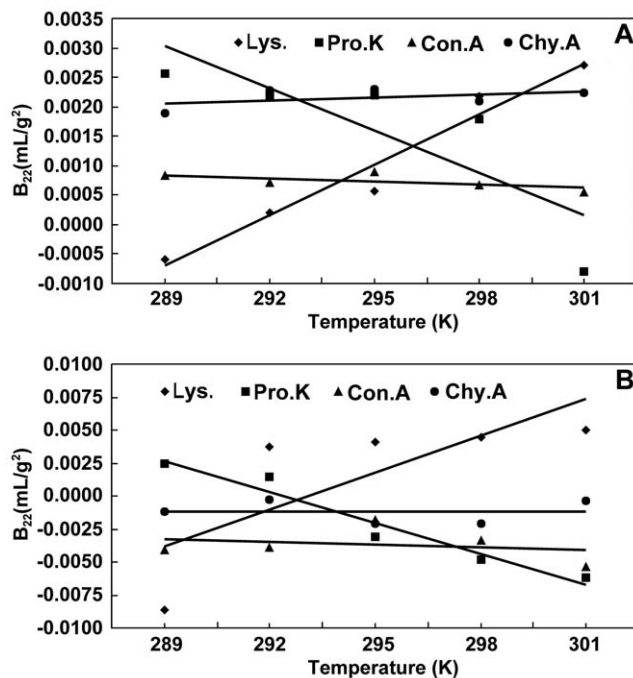 0.0035
Lys. Pro.K Con.A Chy.A
A
0.0030
0.0025
0.0020
0.0015
0.0010
0.0005
0.0000
-0.0005
-0.0010
B22(mL/g2)
289 292 295 298 301
Temperature (K)
0.0100
Lys. Pro.K Con.A Chy.A
B
0.0075
0.0050
0.0025
0.0000
-0.0025
-0.0050
-0.0075
-0.0100
B22(mL/g2)
289 292 295 298 301
Temperature (K)